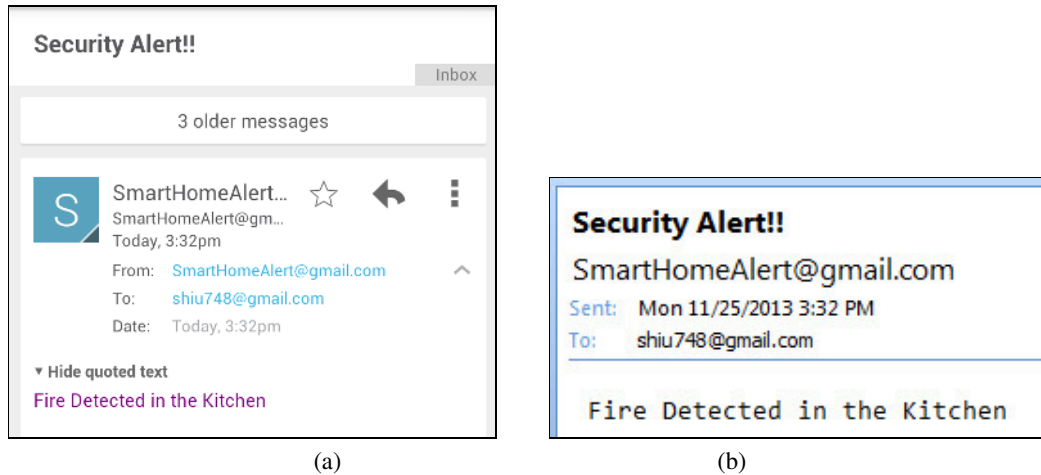 Security Alert!!
Inbox
3 older messages
S
SmartHomeAlert...
SmartHomeAlert@gm...
Today, 3:32pm
From: SmartHomeAlert@gmail.com
To: shiu748@gmail.com
Date: Today, 3:32pm
▾ Hide quoted text
Fire Detected in the Kitchen
(a)
Security Alert!!
SmartHomeAlert@gmail.com
Sent: Mon 11/25/2013 3:32 PM
To: shiu748@gmail.com
Fire Detected in the Kitchen
(b)